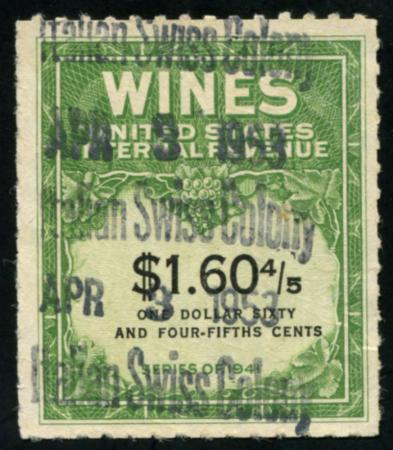 Italian Swiss Colony
WINES
APR 3 1953
UNITED STATES
INTERNAL REVENUE
Italian Swiss Colony
$1.60 4/5
APR 3 1953
ONE DOLLAR SIXTY
AND FOUR-FIFTHS CENTS
SERIES OF 1941
Italian Swiss Colony